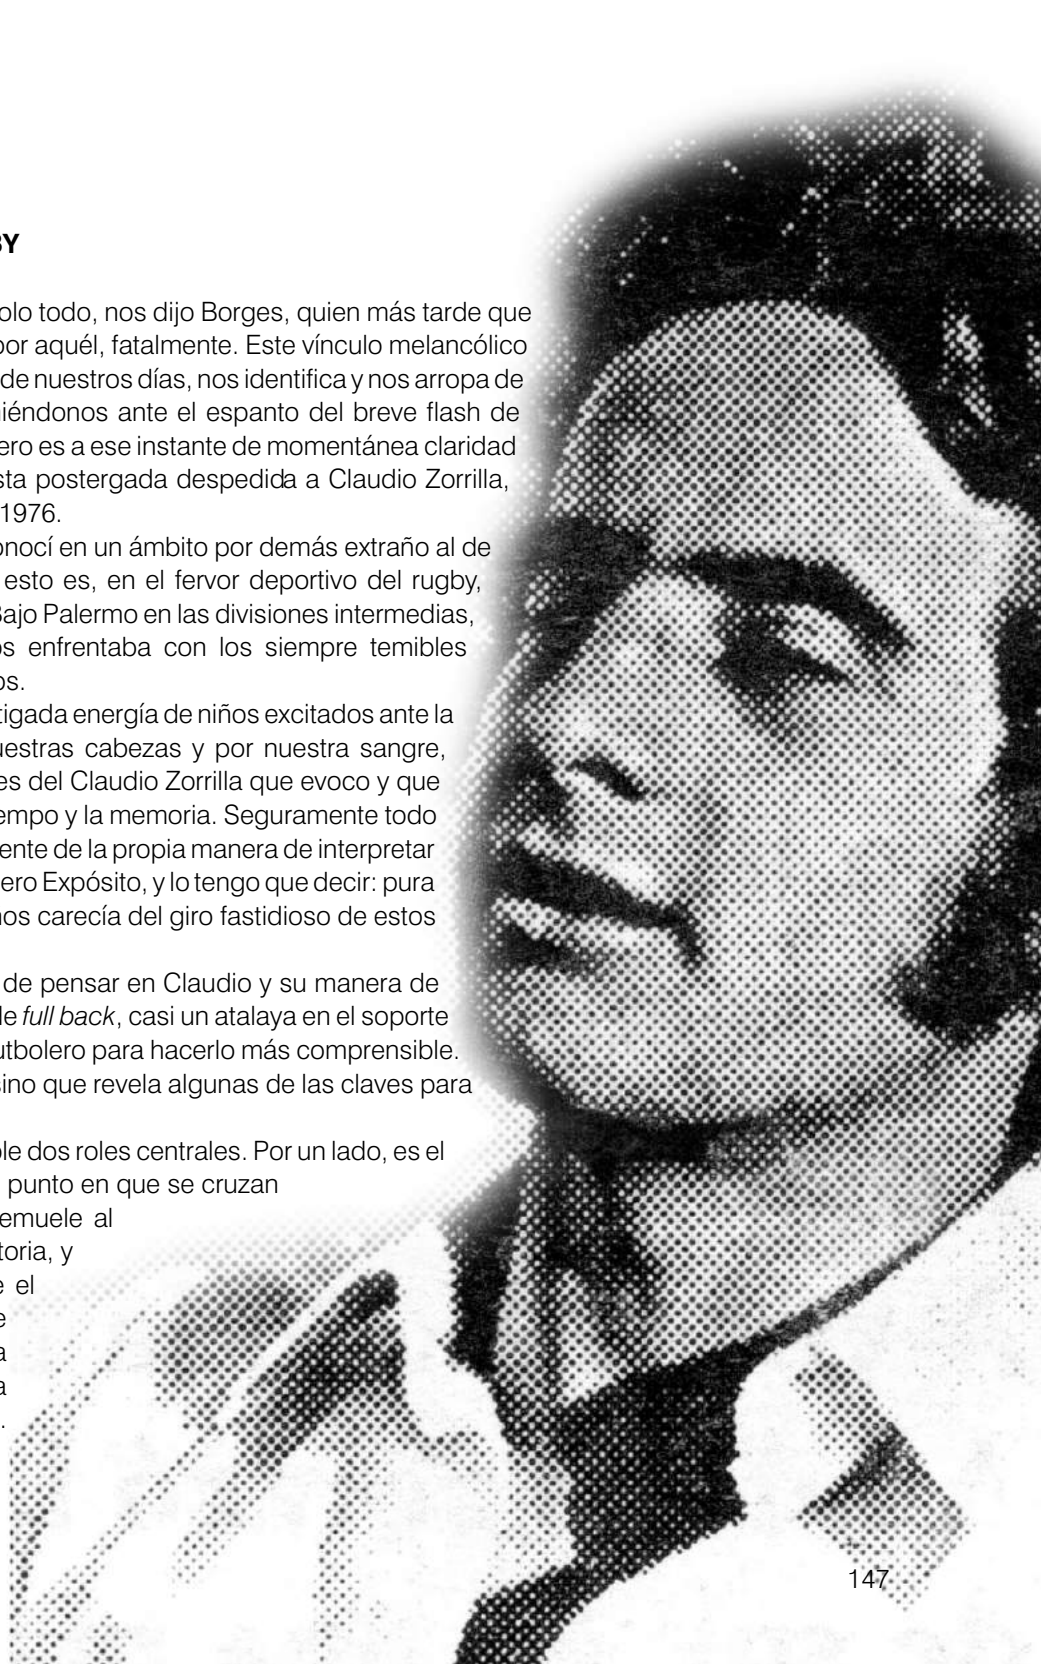 BY
olo todo, nos dijo Borges, quien más tarde que
por aquél, fatalmente. Este vínculo melancólico
de nuestros días, nos identifica y nos arropa de
niéndonos ante el espanto del breve flash de
ero es a ese instante de momentánea claridad
sta postergada despedida a Claudio Zorrilla,
1976.
onocí en un ámbito por demás extraño al de
esto es, en el fervor deportivo del rugby,
Bajo Palermo en las divisiones intermedias,
os enfrentaba con los siempre temibles
os.
tigada energía de niños excitados ante la
uestras cabezas y por nuestra sangre,
es del Claudio Zorrilla que evoco y que
empo y la memoria. Seguramente todo
ente de la propia manera de interpretar
ero Expósito, y lo tengo que decir: pura
nos carecía del giro fastidioso de estos
de pensar en Claudio y su manera de
de full back, casi un atalaya en el soporte
utbolero para hacerlo más comprensible.
sino que revela algunas de las claves para
ple dos roles centrales. Por un lado, es el
punto en que se cruzan
emuele al
toria, y
e el
e
a
a
.
147